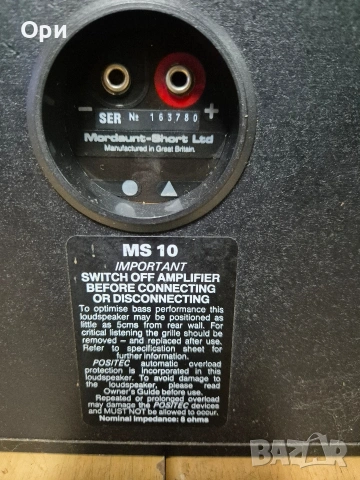 Ори
- +
SER № 163780
Mordaunt-Short Ltd
Manufactured in Great Britain.
MS 10
IMPORTANT
SWITCH OFF AMPLIFIER
BEFORE CONNECTING
OR DISCONNECTING
To optimise bass performance this
loudspeaker may be positioned as
little as 5cms from rear wall. For
critical listening the grille should be
removed – and replaced after use.
Refer to specification sheet for
further information.
POSITEC automatic overload
protection is incorporated in this
loudspeaker. To avoid damage to
the loudspeaker, please read
Owner's Guide before use.
Repeated or prolonged overload
may damage the POSITEC devices
and MUST NOT be allowed to occur.
Nominal Impedance: 8 ohms
BAZAR